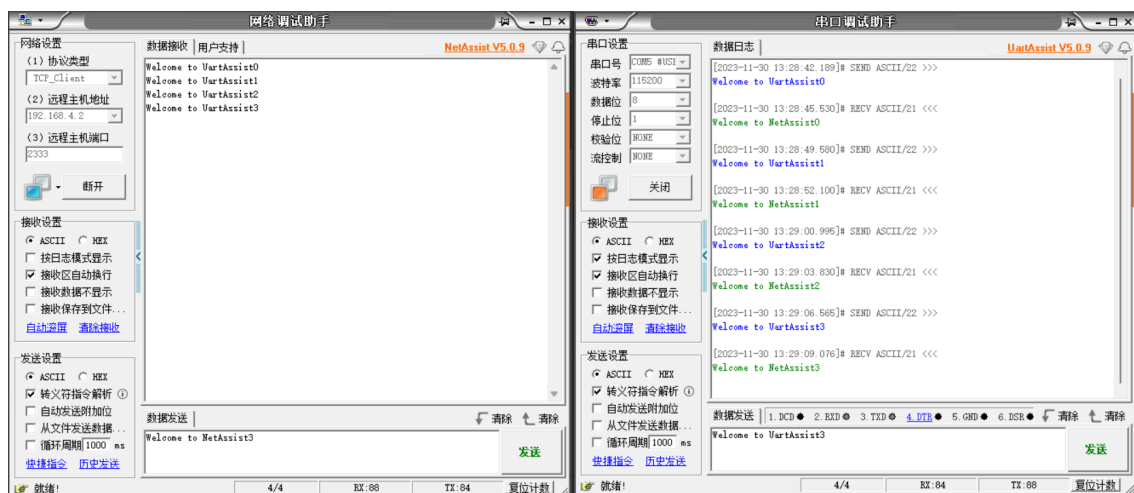 网络调试助手
网络设置
(1) 协议类型
TCP_Client
(2) 远程主机地址
192.168.4.2
(3) 远程主机端口
2333
断开
接收设置
ASCII HEX
按日志模式显示
接收区自动换行
接收数据不显示
接收保存到文件...
自动滚屏 清除接收
发送设置
ASCII HEX
转义符指令解析
自动发送附加位
从文件发送数据...
循环周期 1000 ms
快捷指令 历史发送
数据接收 用户支持 NetAssist V5.0.9
Welcome to UartAssist0
Welcome to UartAssist1
Welcome to UartAssist2
Welcome to UartAssist3
数据发送 清除 清除
Welcome to NetAssist3
发送
就绪! 4/4 RX:88 TX:84 复位计数
串口调试助手
串口设置
串口号 COM5 #USI
波特率 115200
数据位 8
停止位 1
校验位 NONE
流控制 NONE
关闭
接收设置
ASCII HEX
按日志模式显示
接收区自动换行
接收数据不显示
接收保存到文件...
自动滚屏 清除接收
发送设置
ASCII HEX
转义符指令解析
自动发送附加位
从文件发送数据...
循环周期 1000 ms
快捷指令 历史发送
数据日志 UartAssist V5.0.9
[2023-11-30 13:28:42.189]# SEND ASCII/22 >>>
Welcome to UartAssist0
[2023-11-30 13:28:45.530]# RECV ASCII/21 <<<
Welcome to NetAssist0
[2023-11-30 13:28:49.580]# SEND ASCII/22 >>>
Welcome to UartAssist1
[2023-11-30 13:28:52.100]# RECV ASCII/21 <<<
Welcome to NetAssist1
[2023-11-30 13:29:00.995]# SEND ASCII/22 >>>
Welcome to UartAssist2
[2023-11-30 13:29:03.830]# RECV ASCII/21 <<<
Welcome to NetAssist2
[2023-11-30 13:29:06.565]# SEND ASCII/22 >>>
Welcome to UartAssist3
[2023-11-30 13:29:09.076]# RECV ASCII/21 <<<
Welcome to NetAssist3
数据发送 1.DCD 2.RXD 3.TXD 4.DTR 5.GND 6.DSR 清除 清除
Welcome to UartAssist3
发送
就绪! 4/4 RX:84 TX:88 复位计数